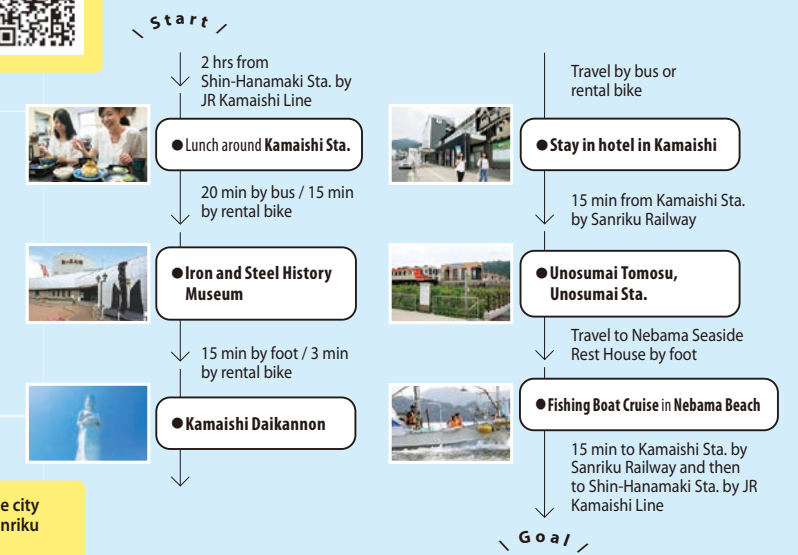 Start
2 hrs from
Shin-Hanamaki Sta. by
JR Kamaishi Line
●Lunch around Kamaishi Sta.
20 min by bus / 15 min
by rental bike
●Iron and Steel History
Museum
15 min by foot / 3 min
by rental bike
●Kamaishi Daikannon
Travel by bus or
rental bike
●Stay in hotel in Kamaishi
15 min from Kamaishi Sta.
by Sanriku Railway
●Unosumai Tomosu,
Unosumai Sta.
Travel to Nebama Seaside
Rest House by foot
●Fishing Boat Cruise in Nebama Beach
15 min to Kamaishi Sta. by
Sanriku Railway and then
to Shin-Hanamaki Sta. by JR
Kamaishi Line
Goal
e city
nriku